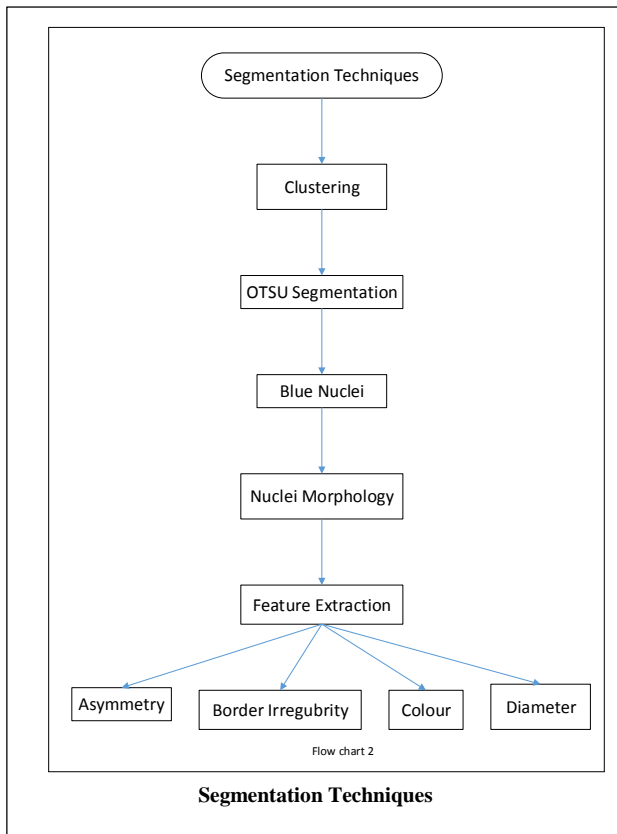 Segmentation Techniques
Clustering
OTSU Segmentation
Blue Nuclei
Nuclei Morphology
Feature Extraction
Asymmetry
Border Irregubrity
Colour
Diameter
Flow chart 2
Segmentation Techniques